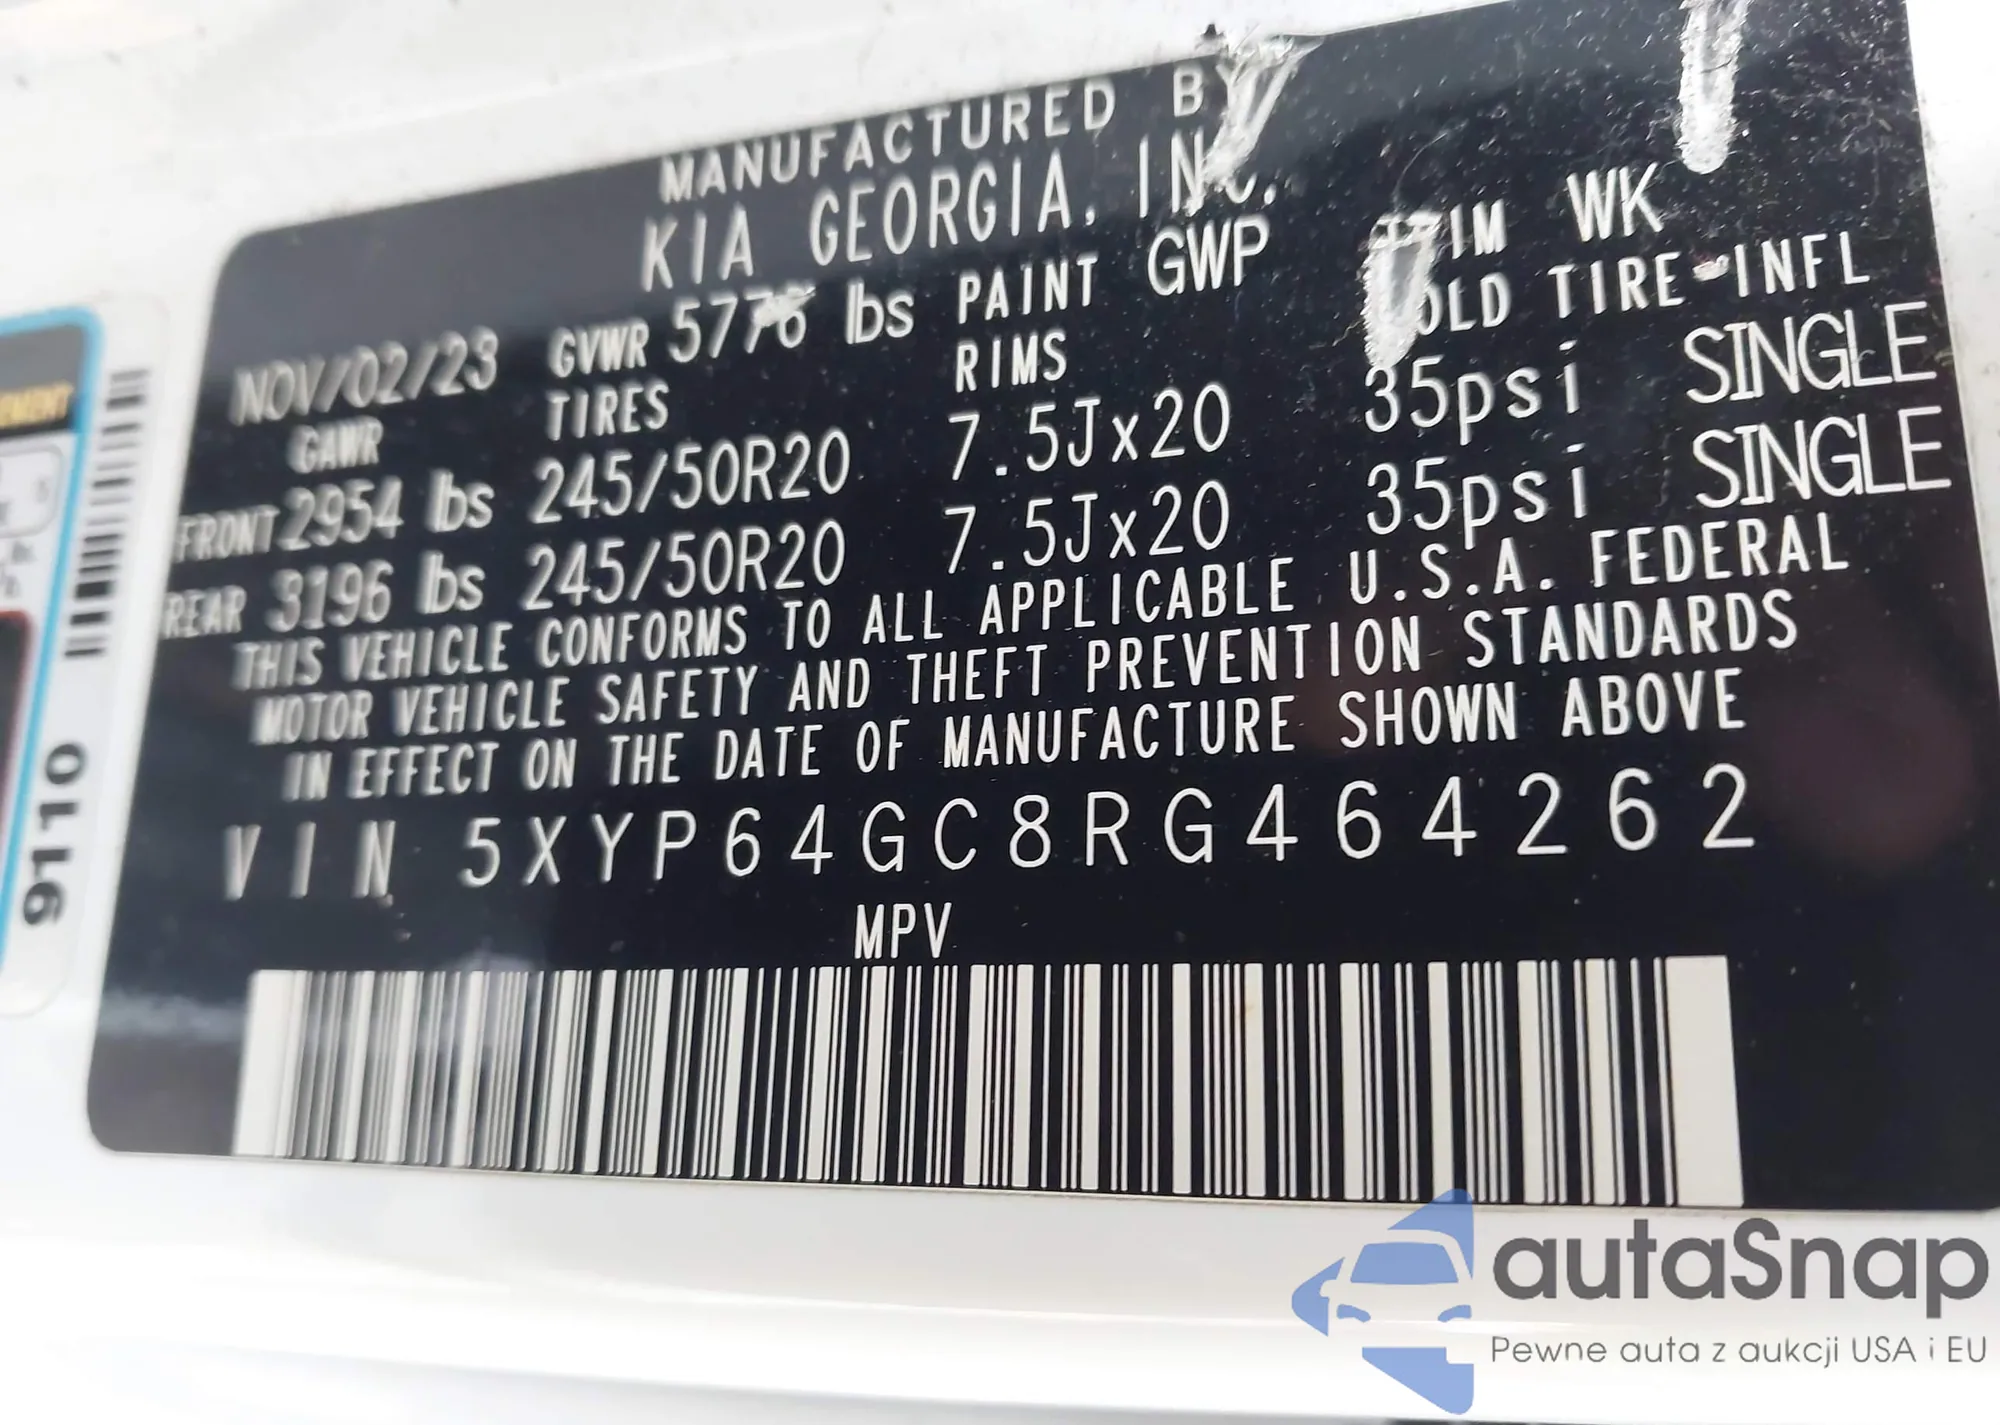 MANUFACTURED BY
KIA GEORGIA, INC.
NOV/02/23 GVWR 5776 lbs PAINT GWP TRIM WK
GAWR TIRES RIMS COLD TIRE-INFL
FRONT 2954 lbs 245/50R20 7.5Jx20 35psi SINGLE
REAR 3196 lbs 245/50R20 7.5Jx20 35psi SINGLE
THIS VEHICLE CONFORMS TO ALL APPLICABLE U.S.A. FEDERAL
MOTOR VEHICLE SAFETY AND THEFT PREVENTION STANDARDS
IN EFFECT ON THE DATE OF MANUFACTURE SHOWN ABOVE
VIN 5XYP64GC8RG464262
MPV
9110
autaSnap
Pewne auta z aukcji USA i EU